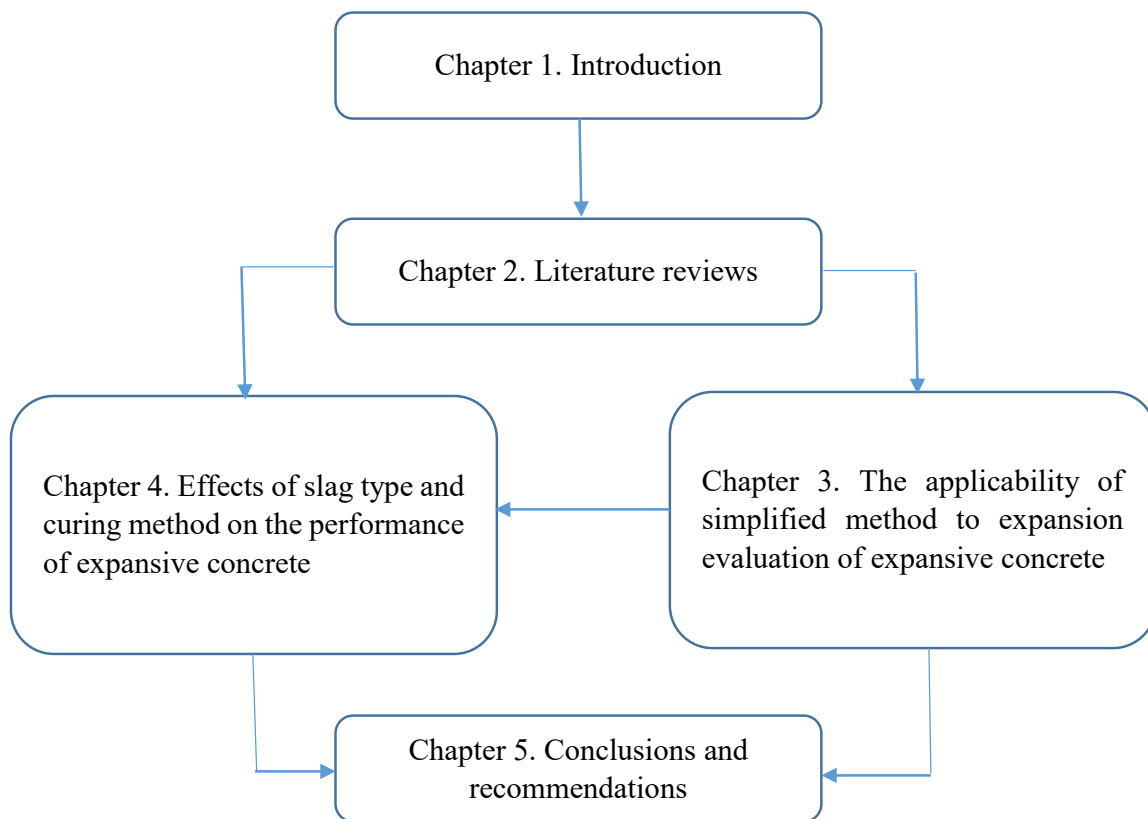 Chapter 1. Introduction
Chapter 2. Literature reviews
Chapter 4. Effects of slag type and
curing method on the performance
of expansive concrete
Chapter 3. The applicability of
simplified method to expansion
evaluation of expansive concrete
Chapter 5. Conclusions and
recommendations